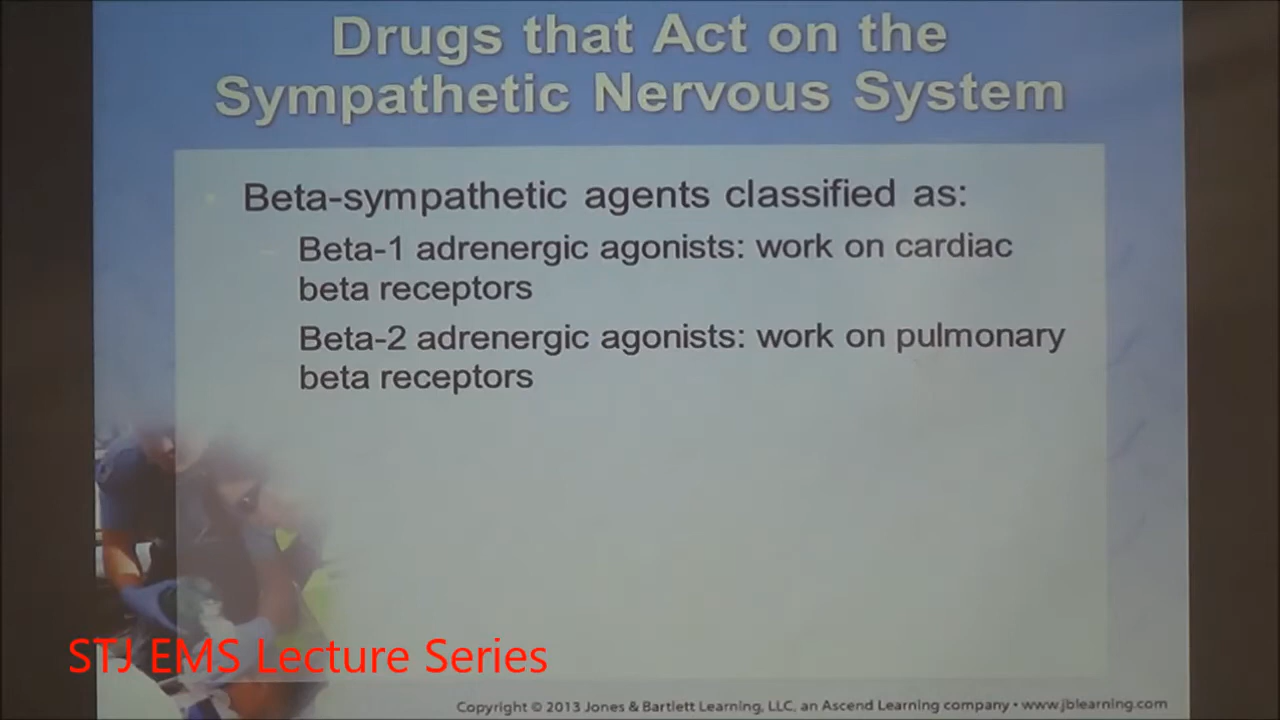 Drugs that Act on the
Sympathetic Nervous System
Beta-sympathetic agents classified as:
Beta-1 adrenergic agonists: work on cardiac
beta receptors
Beta-2 adrenergic agonists: work on pulmonary
beta receptors
STJ EMS Lecture Series
Copyright © 2013 Jones & Bartlett Learning, LLC, an Ascend Learning company • www.jblearning.com